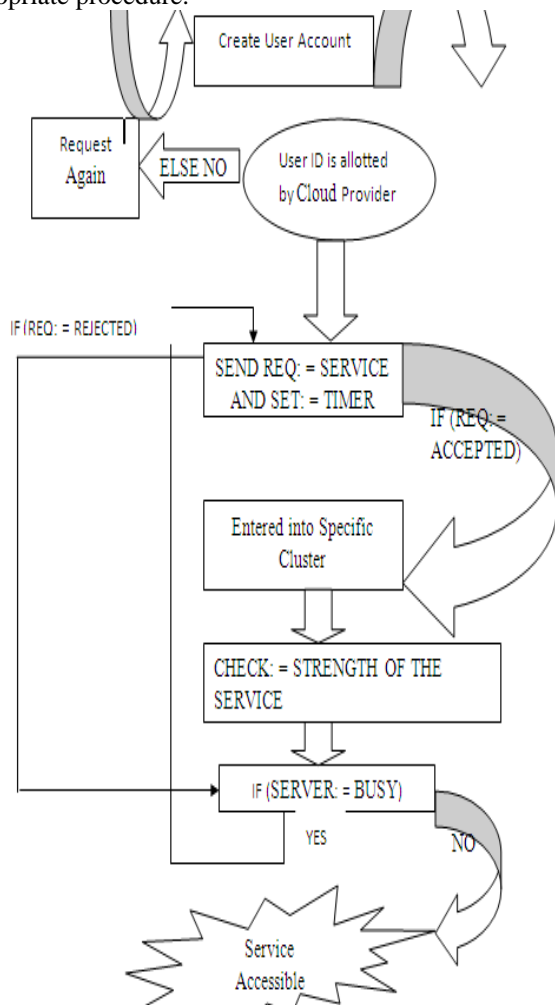 opriate procedure.
Create User Account
Request
Again
ELSE NO
User ID is allotted
by Cloud Provider
IF (REQ: = REJECTED)
SEND REQ: = SERVICE
AND SET: = TIMER
IF (REQ: =
ACCEPTED)
Entered into Specific
Cluster
CHECK: = STRENGTH OF THE
SERVICE
IF (SERVER: = BUSY)
YES
NO
Service
Accessible